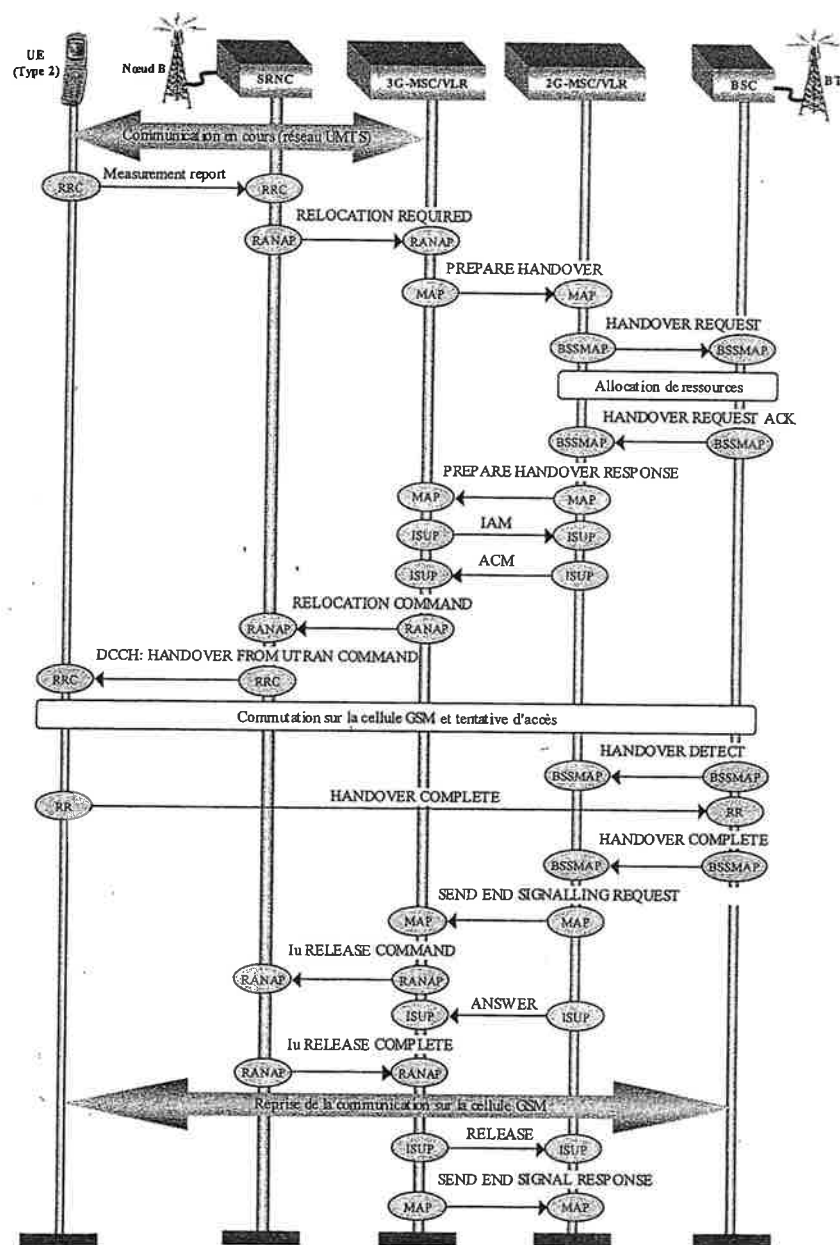 UE
(Type 2)
Nœud B
SRNC
3G-MSC/VLR
2G-MSC/VLR
BSC
BT
Communication en cours (réseau UMTS)
RRC
Measurement report
RRC
RELOCATION REQUIRED
RANAP
RANAP
PREPARE HANDOVER
MAP
MAP
HANDOVER REQUEST
BSSMAP
BSSMAP
Allocation de ressources
HANDOVER REQUEST ACK
BSSMAP
BSSMAP
PREPARE HANDOVER RESPONSE
MAP
MAP
IAM
ISUP
ISUP
ACM
ISUP
ISUP
RELOCATION COMMAND
RANAP
RANAP
DCCH: HANDOVER FROM UTRAN COMMAND
RRC
RRC
Commutation sur la cellule GSM et tentative d'accès
HANDOVER DETECT
BSSMAP
BSSMAP
RR
HANDOVER COMPLETE
RR
HANDOVER COMPLETE
BSSMAP
BSSMAP
SEND END SIGNALLING REQUEST
MAP
MAP
Iu RELEASE COMMAND
RANAP
RANAP
ANSWER
ISUP
ISUP
Iu RELEASE COMPLETE
RANAP
RANAP
Reprise de la communication sur la cellule GSM
RELEASE
ISUP
ISUP
SEND END SIGNAL RESPONSE
MAP
MAP